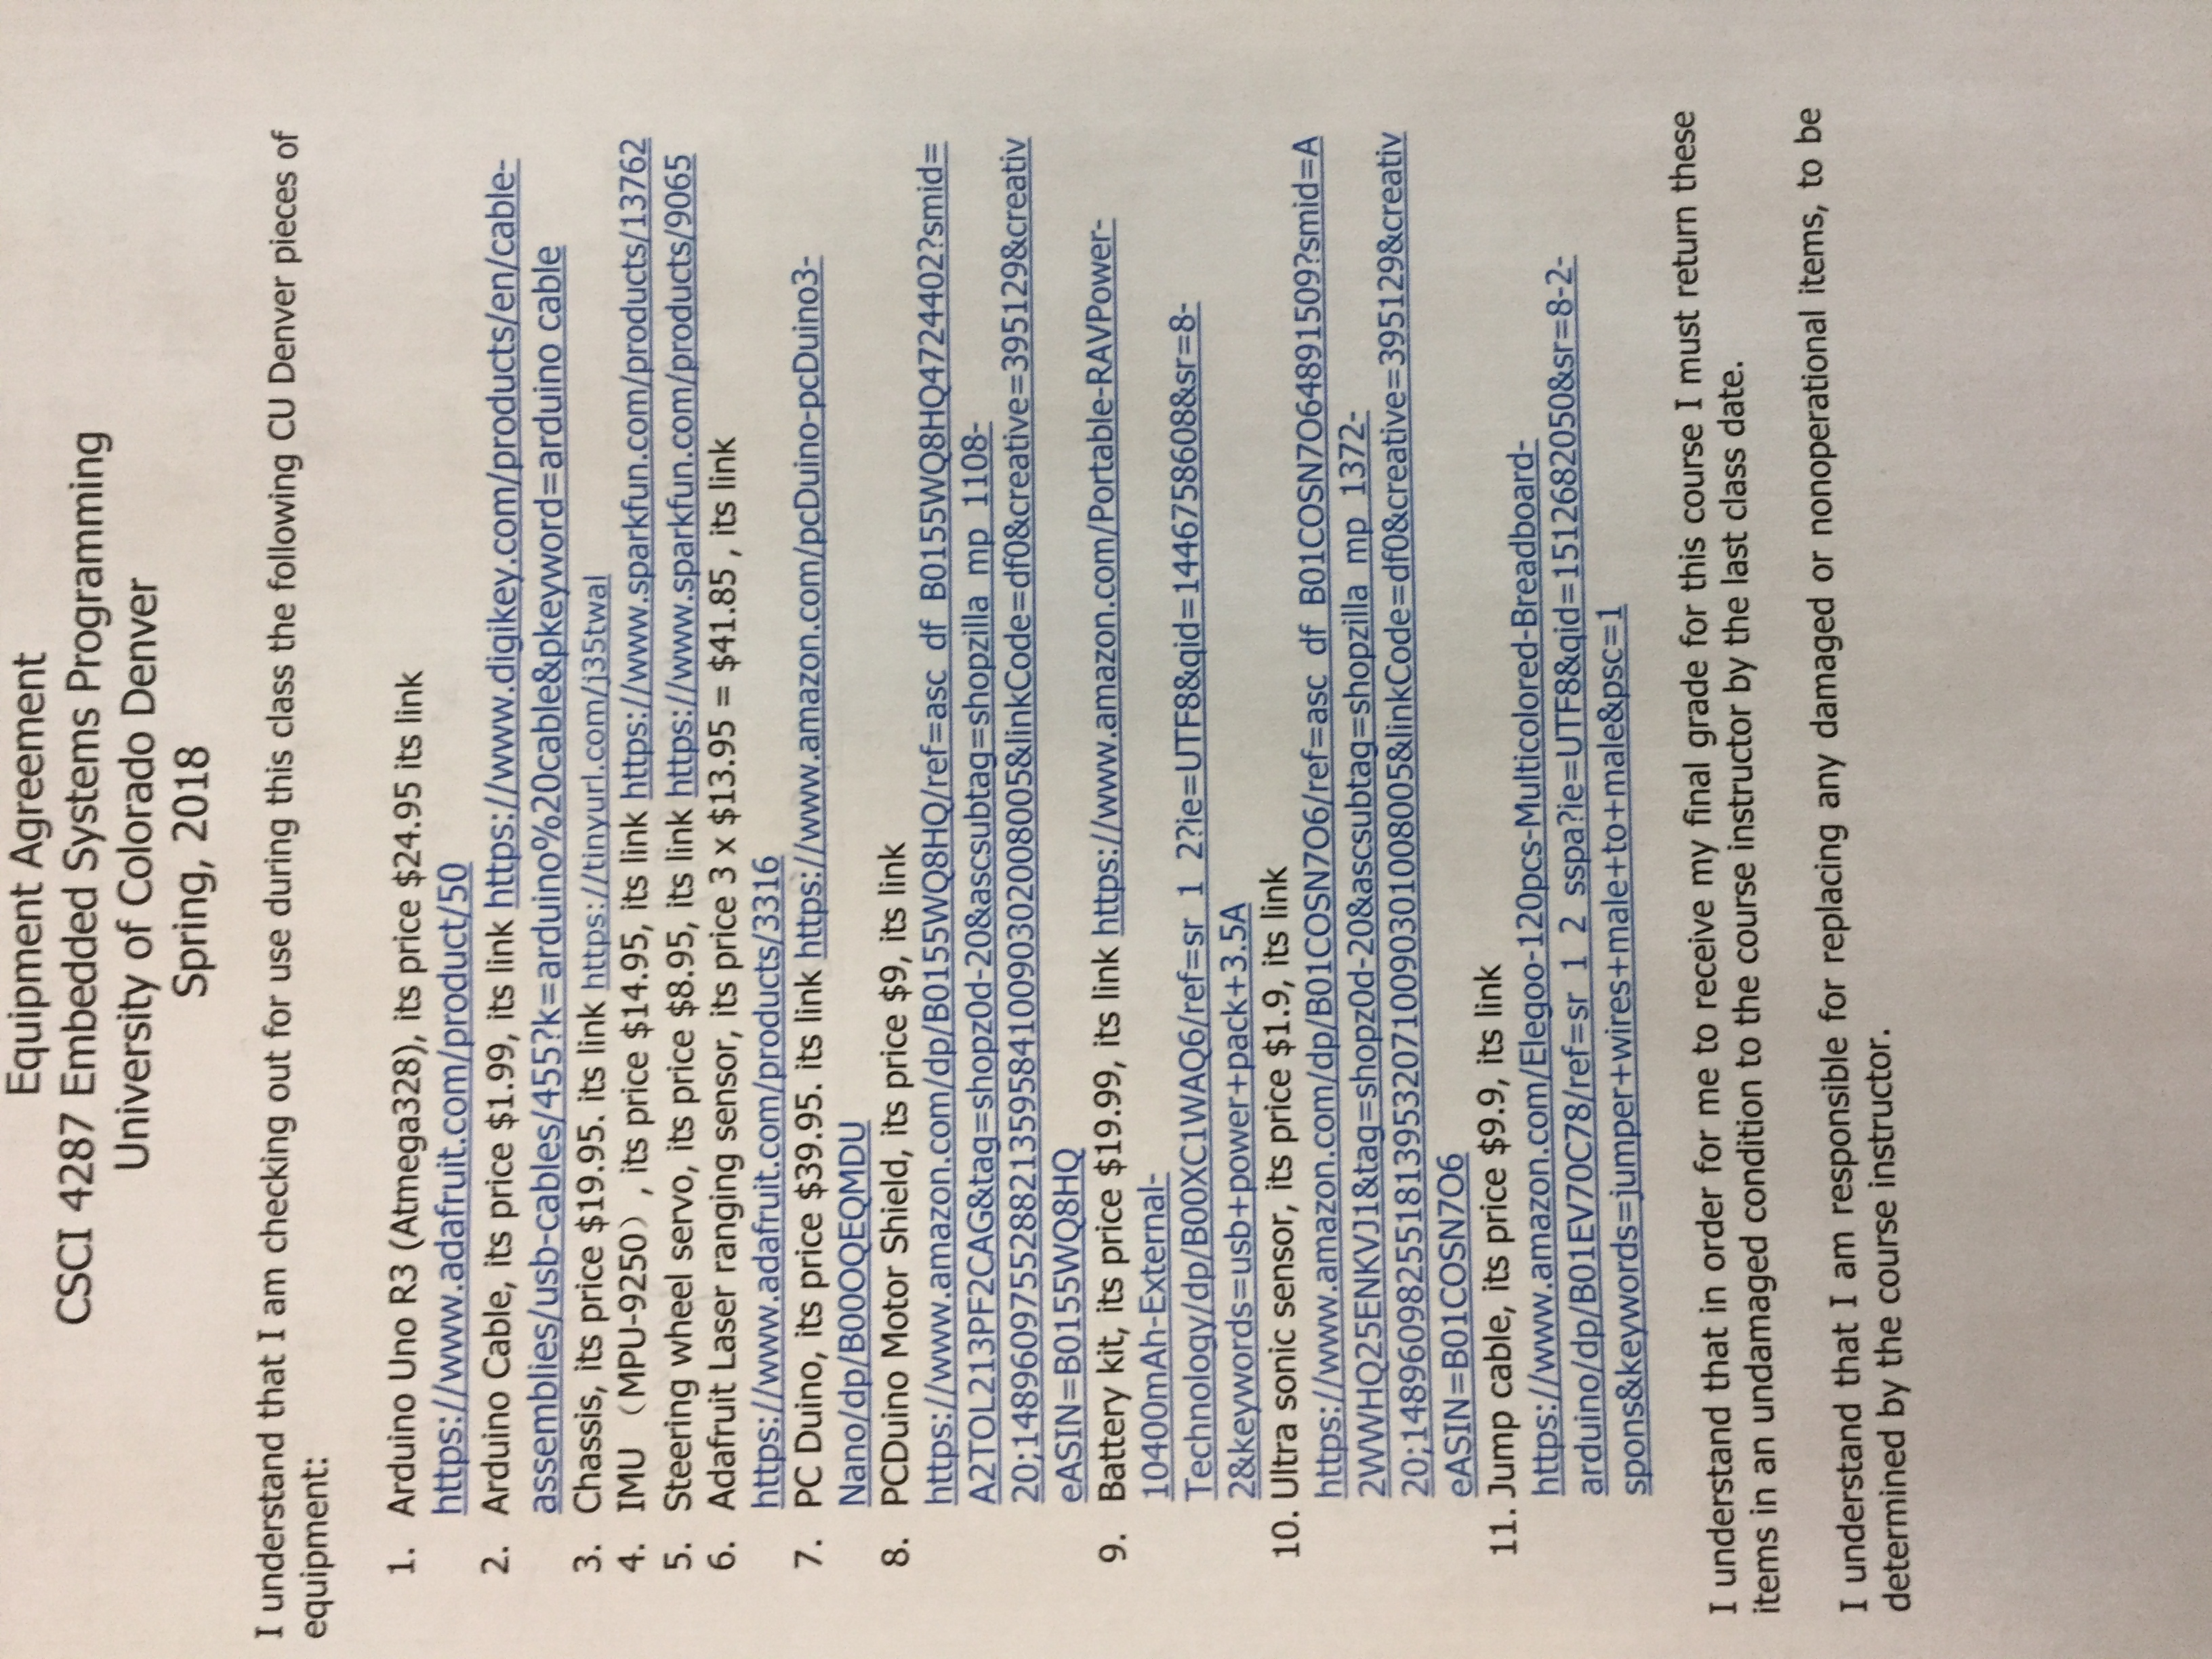 Equipment Agreement
CSCI 4287 Embedded Systems Programming
University of Colorado Denver
Spring, 2018
I understand that I am checking out for use during this class the following CU Denver pieces of
equipment:
1. Arduino Uno R3 (Atmega328), its price $24.95 its link
https://www.adafruit.com/product/50
2. Arduino Cable, its price $1.99, its link https://www.digikey.com/products/en/cable-
assemblies/usb-cables/455?k=arduino%20cable&pkeyword=arduino cable
3. Chassis, its price $19.95. its link https://tinyurl.com/j35twal
4. IMU （MPU-9250）, its price $14.95, its link https://www.sparkfun.com/products/13762
5. Steering wheel servo, its price $8.95, its link https://www.sparkfun.com/products/9065
6. Adafruit Laser ranging sensor, its price 3 x $13.95 = $41.85 , its link
https://www.adafruit.com/products/3316
7. PC Duino, its price $39.95. its link https://www.amazon.com/pcDuino-pcDuino3-
Nano/dp/B00OQEQMDU
8. PCDuino Motor Shield, its price $9, its link
https://www.amazon.com/dp/B0155WQ8HQ/ref=asc_df_B0155WQ8HQ4724402?smid=
A2TOL213PF2CAG&tag=shopz0d-20&ascsubtag=shopzilla_mp_1108-
20;14896097552882135958410090302008005&linkCode=df0&creative=395129&creativ
eASIN=B0155WQ8HQ
9. Battery kit, its price $19.99, its link https://www.amazon.com/Portable-RAVPower-
10400mAh-External-
Technology/dp/B00XC1WAQ6/ref=sr_1_2?ie=UTF8&qid=1446758608&sr=8-
2&keywords=usb+power+pack+3.5A
10. Ultra sonic sensor, its price $1.9, its link
https://www.amazon.com/dp/B01COSN7O6/ref=asc_df_B01COSN7O64891509?smid=A
2WWHQ25ENKVJ1&tag=shopz0d-20&ascsubtag=shopzilla_mp_1372-
20;14896098255181395320710090301008005&linkCode=df0&creative=395129&creativ
eASIN=B01COSN7O6
11. Jump cable, its price $9.9, its link
https://www.amazon.com/Elegoo-120pcs-Multicolored-Breadboard-
arduino/dp/B01EV70C78/ref=sr_1_2_sspa?ie=UTF8&qid=1512682050&sr=8-2-
spons&keywords=jumper+wires+male+to+male&psc=1
I understand that in order for me to receive my final grade for this course I must return these
items in an undamaged condition to the course instructor by the last class date.
I understand that I am responsible for replacing any damaged or nonoperational items, to be
determined by the course instructor.